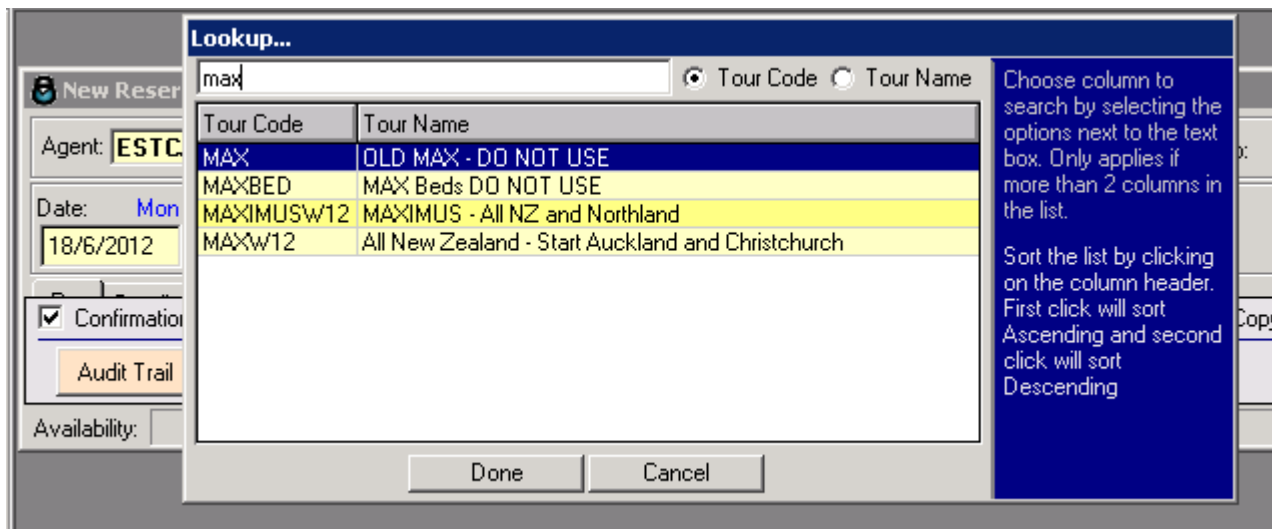 Lookup...
max
Tour Code
Tour Name
Tour Code Tour Name
MAX OLD MAX - DO NOT USE
MAXBED MAX Beds DO NOT USE
MAXIMUSW12 MAXIMUS - All NZ and Northland
MAXW12 All New Zealand - Start Auckland and Christchurch
Done
Cancel
Choose column to
search by selecting the
options next to the text
box. Only applies if
more than 2 columns in
the list.
Sort the list by clicking
on the column header.
First click will sort
Ascending and second
click will sort
Descending
New Reser
Agent: ESTC
Date: Mon
18/6/2012
Confirmation
Audit Trail
Availability:
Copy